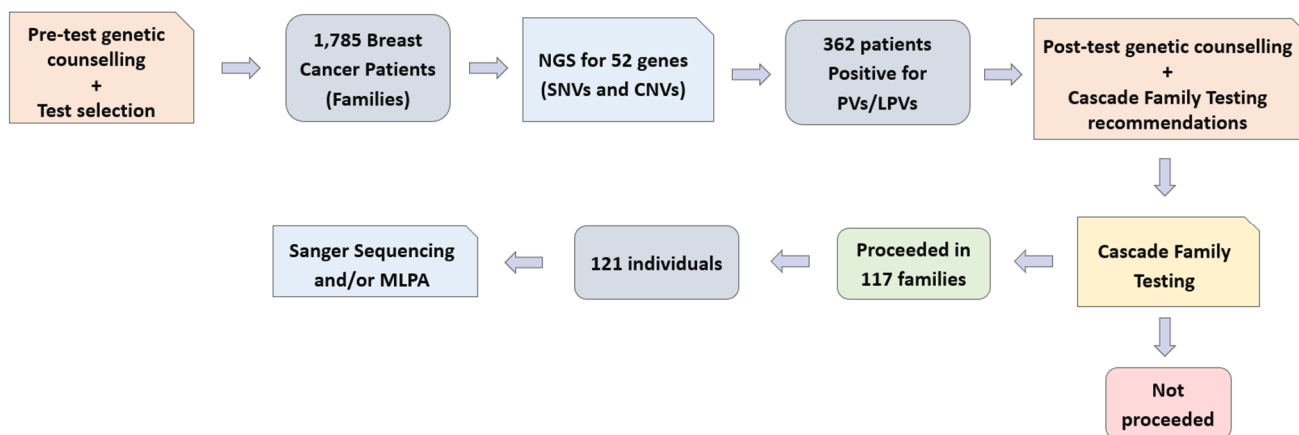 Pre-test genetic
counselling
+
Test selection
1,785 Breast
Cancer Patients
(Families)
NGS for 52 genes
(SNVs and CNVs)
362 patients
Positive for
PVs/LPVs
Post-test genetic counselling
+
Cascade Family Testing
recommendations
Cascade Family
Testing
Proceeded in
117 families
121 individuals
Sanger Sequencing
and/or MLPA
Not
proceeded